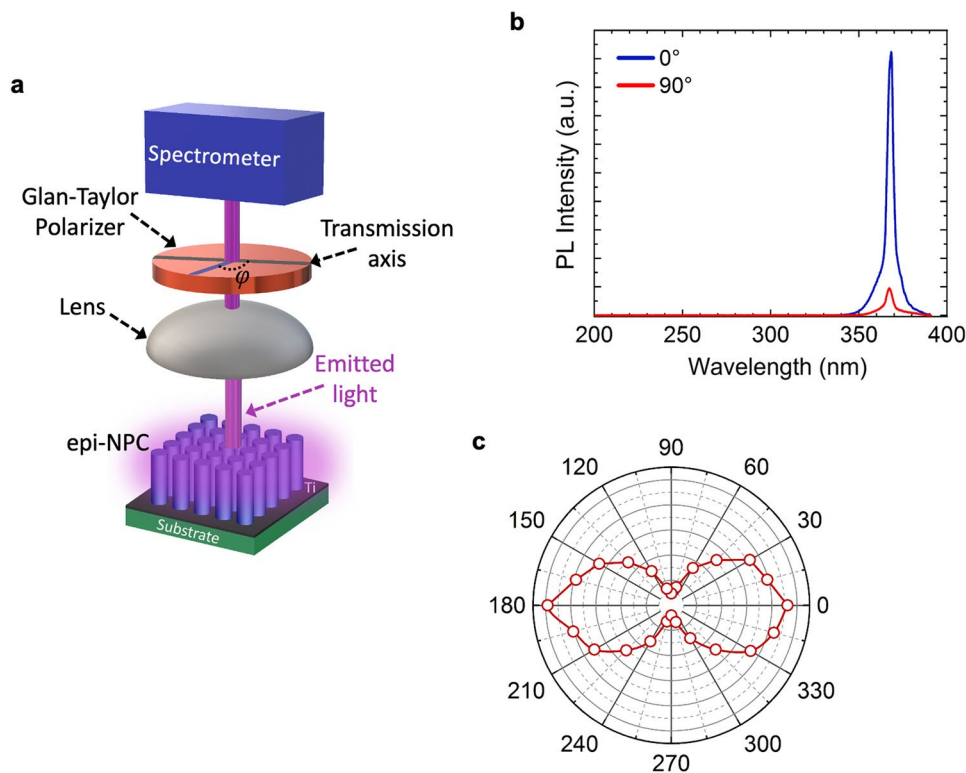 a
Spectrometer
Glan-Taylor
Polarizer
Transmission
axis
φ
Lens
Emitted
light
epi-NPC
Ti
Substrate
b
PL Intensity (a.u.)
0°
90°
200 250 300 350 400
Wavelength (nm)
c
90
120 60
150 30
180 0
210 330
240 300
270